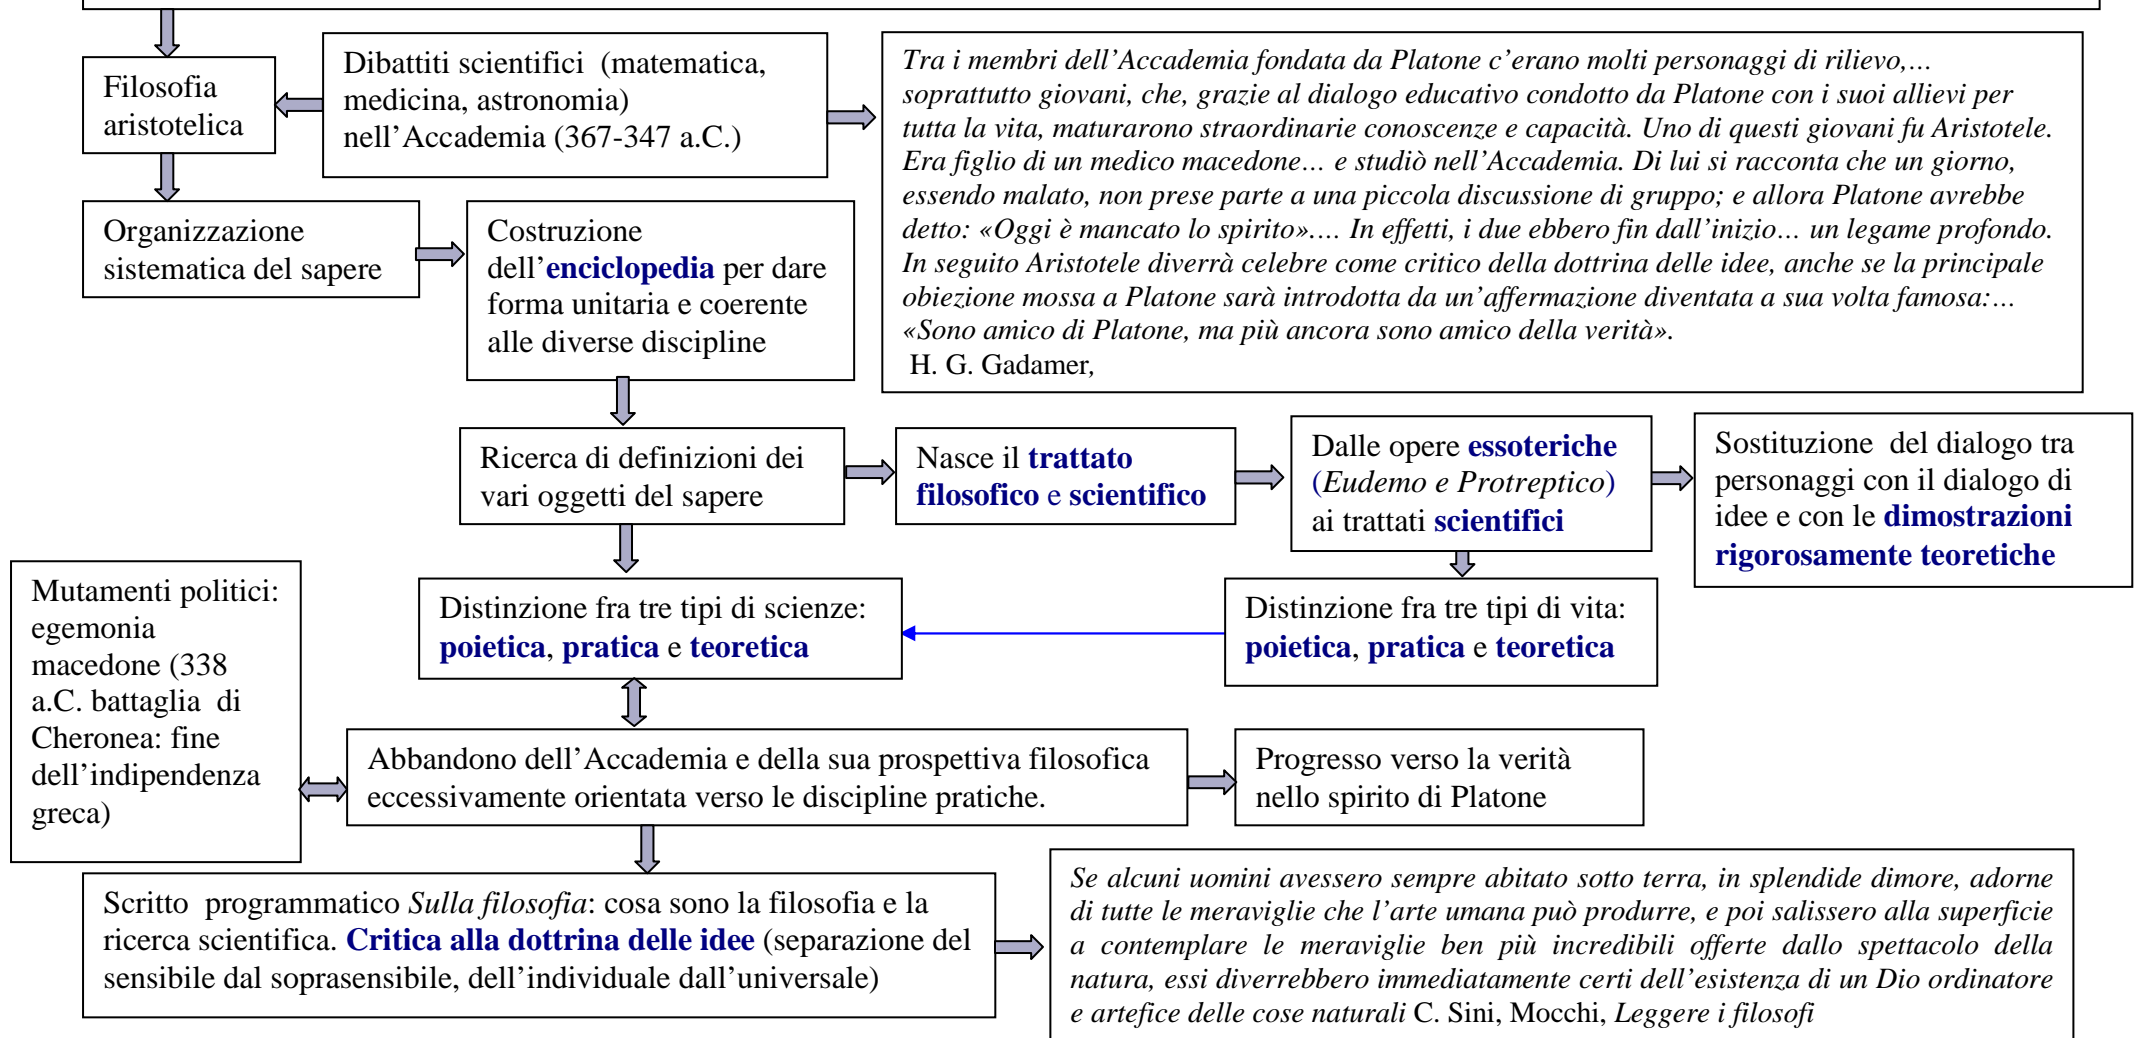 Filosofia
aristotelica
Dibattiti scientifici (matematica,
medicina, astronomia)
nell’Accademia (367-347 a.C.)
Tra i membri dell’Accademia fondata da Platone c’erano molti personaggi di rilievo,…
soprattutto giovani, che, grazie al dialogo educativo condotto da Platone con i suoi allievi per
tutta la vita, maturarono straordinarie conoscenze e capacità. Uno di questi giovani fu Aristotele.
Era figlio di un medico macedone… e studiò nell’Accademia. Di lui si racconta che un giorno,
essendo malato, non prese parte a una piccola discussione di gruppo; e allora Platone avrebbe
detto: «Oggi è mancato lo spirito».… In effetti, i due ebbero fin dall’inizio… un legame profondo.
In seguito Aristotele diverrà celebre come critico della dottrina delle idee, anche se la principale
obiezione mossa a Platone sarà introdotta da un’affermazione diventata a sua volta famosa:…
«Sono amico di Platone, ma più ancora sono amico della verità».
H. G. Gadamer,
Organizzazione
sistematica del sapere
Costruzione
dell’enciclopedia per dare
forma unitaria e coerente
alle diverse discipline
Ricerca di definizioni dei
vari oggetti del sapere
Nasce il trattato
filosofico e scientifico
Dalle opere essoteriche
(Eudemo e Protreptico)
ai trattati scientifici
Sostituzione del dialogo tra
personaggi con il dialogo di
idee e con le dimostrazioni
rigorosamente teoretiche
Mutamenti politici:
egemonia
macedone (338
a.C. battaglia di
Cheronea: fine
dell’indipendenza
greca)
Distinzione fra tre tipi di scienze:
poietica, pratica e teoretica
Distinzione fra tre tipi di vita:
poietica, pratica e teoretica
Abbandono dell’Accademia e della sua prospettiva filosofica
eccessivamente orientata verso le discipline pratiche.
Progresso verso la verità
nello spirito di Platone
Scritto programmatico Sulla filosofia: cosa sono la filosofia e la
ricerca scientifica. Critica alla dottrina delle idee (separazione del
sensibile dal soprasensibile, dell’individuale dall’universale)
Se alcuni uomini avessero sempre abitato sotto terra, in splendide dimore, adorne
di tutte le meraviglie che l’arte umana può produrre, e poi salissero alla superficie
a contemplare le meraviglie ben più incredibili offerte dallo spettacolo della
natura, essi diverrebbero immediatamente certi dell’esistenza di un Dio ordinatore
e artefice delle cose naturali C. Sini, Mocchi, Leggere i filosofi